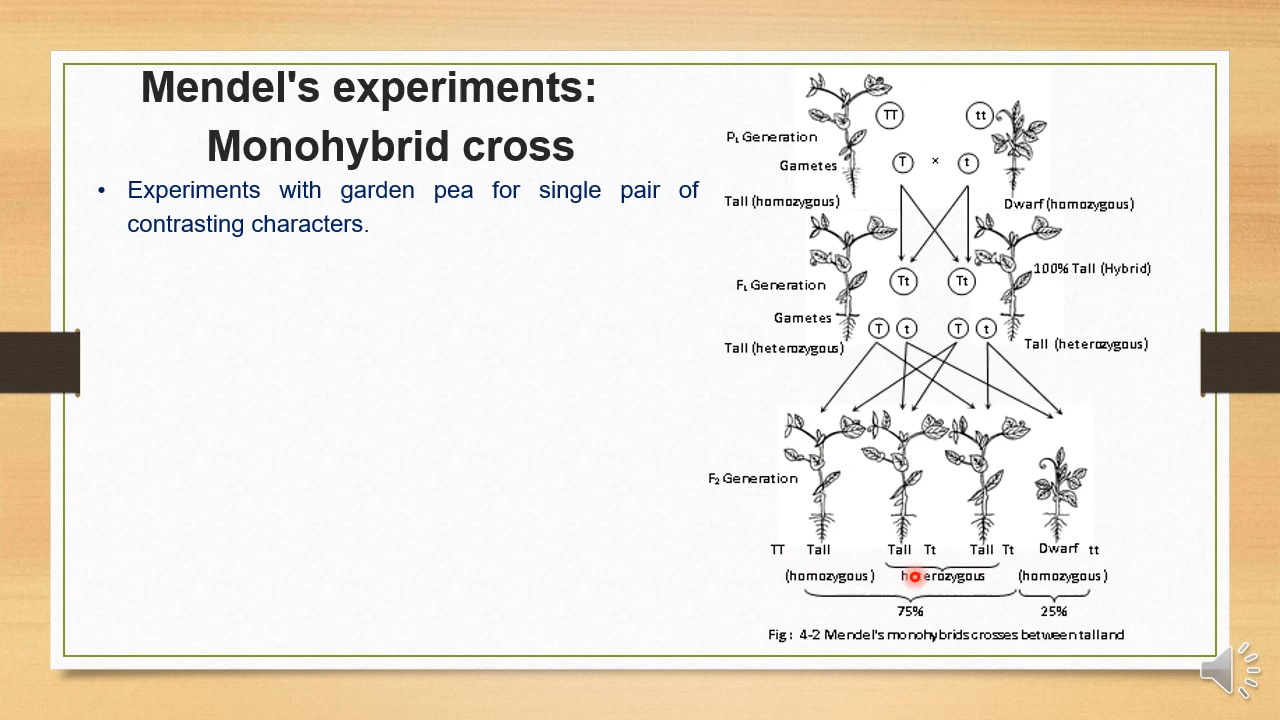 Mendel's experiments:
Monohybrid cross
• Experiments with garden pea for single pair of
contrasting characters.
TT tt
P₁ Generation
Gametes T × t
Tall (homozygous) Dwarf (homozygous)
100% Tall (Hybrid)
F₁ Generation Tt Tt
Gametes T t T t
Tall (heterozygous) Tall (heterozygous)
F₂ Generation
TT Tall Tall Tt Tall Tt Dwarf tt
(homozygous) heterozygous (homozygous)
75% 25%
Fig: 4-2 Mendel's monohybrids crosses between tall and